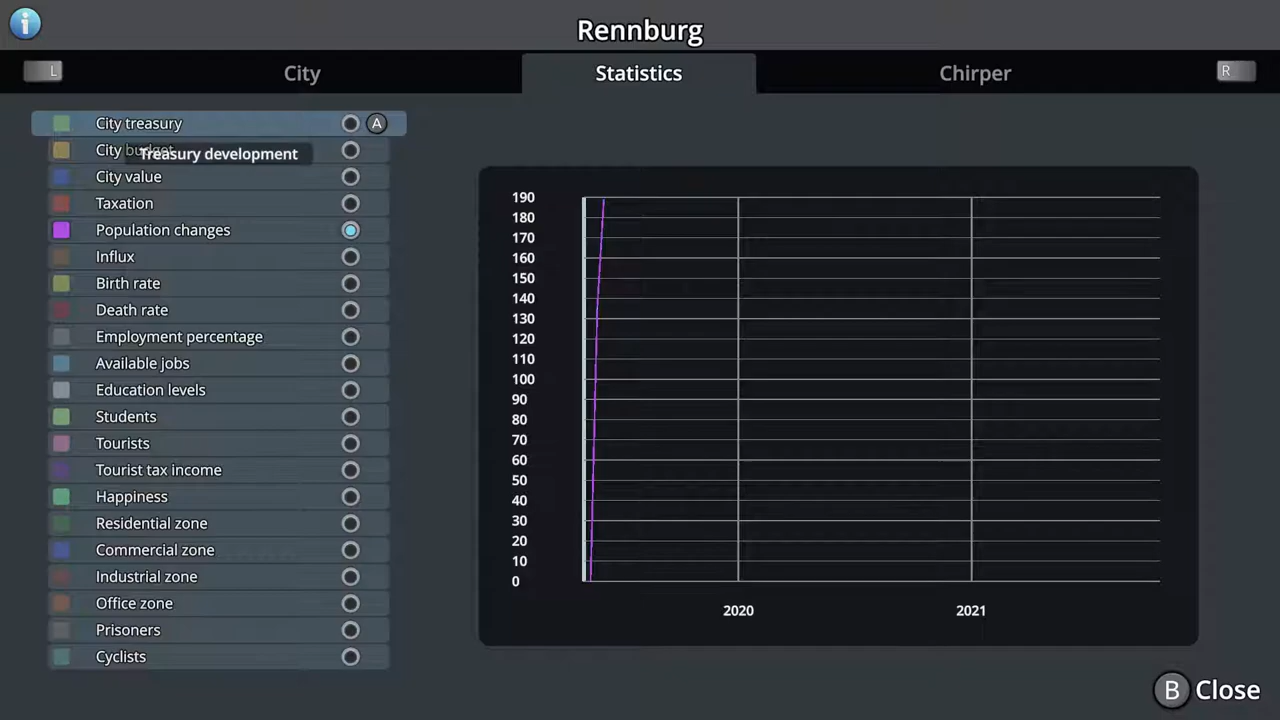 Rennburg
L
City
Statistics
Chirper
R
City treasury
A
City budget
Treasury development
City value
Taxation
Population changes
Influx
Birth rate
Death rate
Employment percentage
Available jobs
Education levels
Students
Tourists
Tourist tax income
Happiness
Residential zone
Commercial zone
Industrial zone
Office zone
Prisoners
Cyclists
190
180
170
160
150
140
130
120
110
100
90
80
70
60
50
40
30
20
10
0
2020
2021
B Close